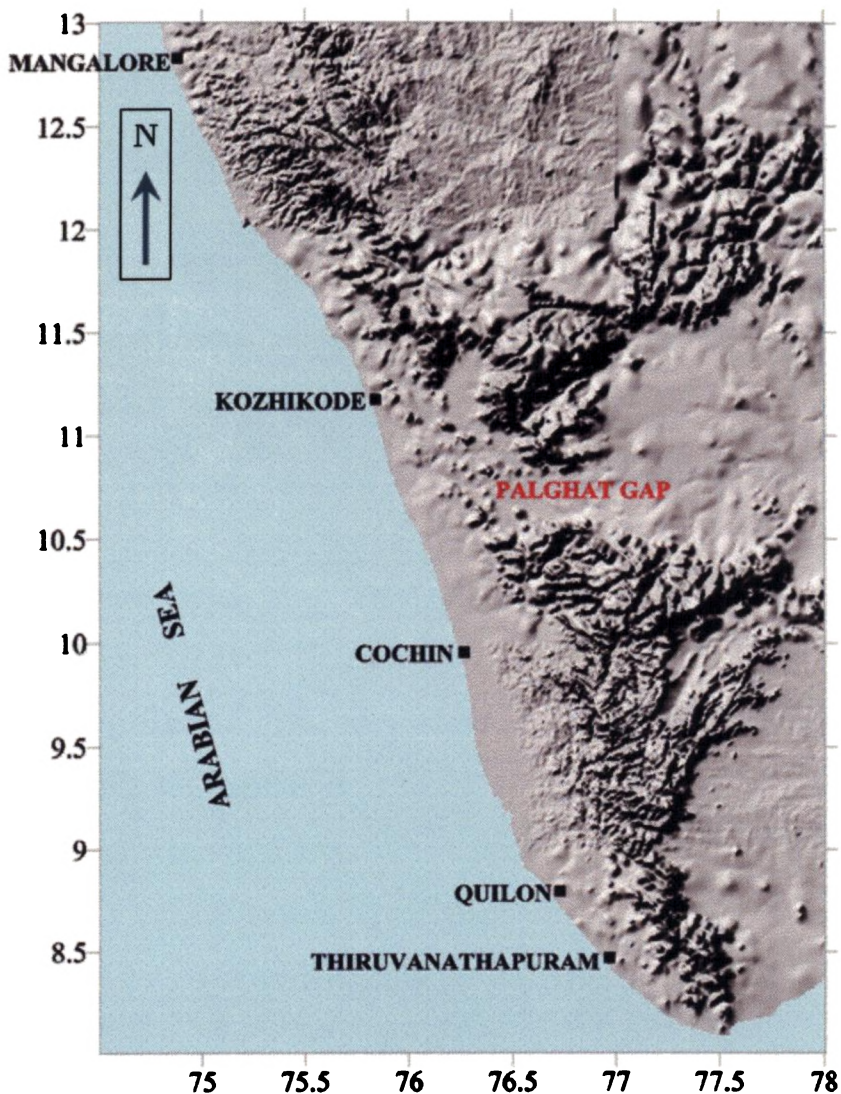 13
MANGALORE
12.5
N
12
11.5
KOZHIKODE
11
PALGHAT GAP
10.5
ARABIAN SEA
10
COCHIN
9.5
9
QUILON
THIRUVANATHAPURAM
8.5
75 75.5 76 76.5 77 77.5 78